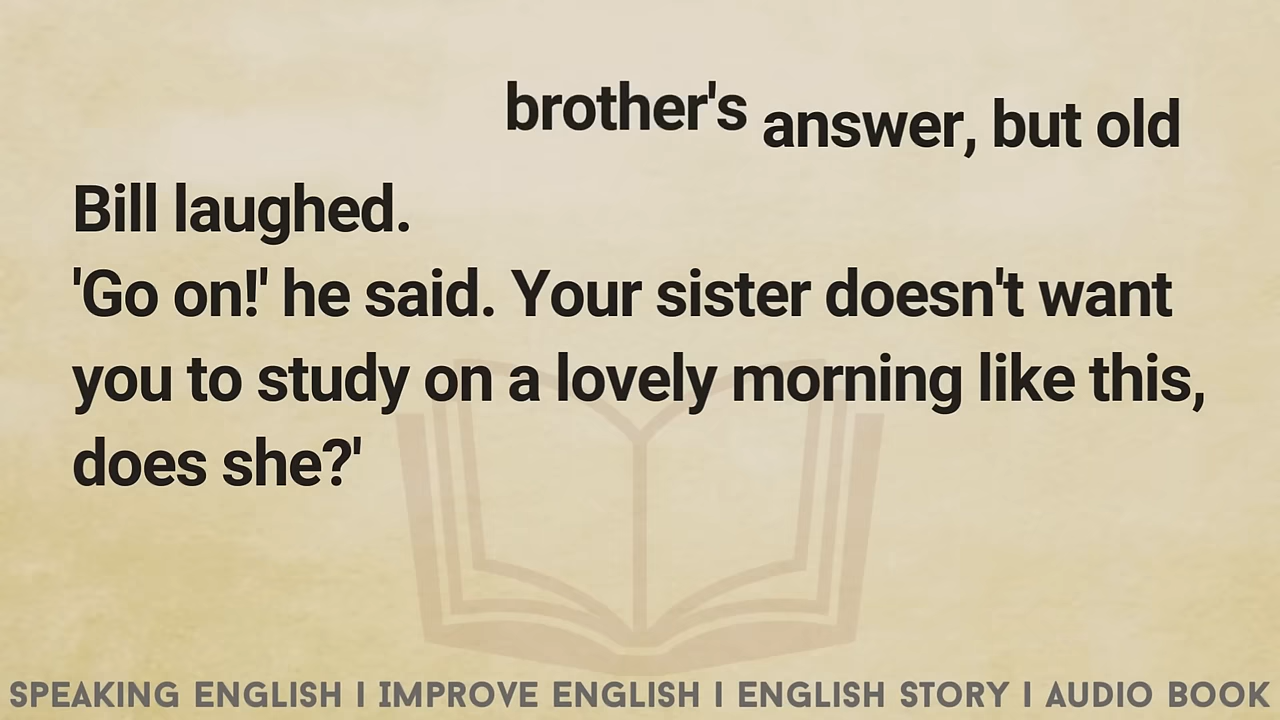 brother's answer, but old
Bill laughed.
'Go on!' he said. Your sister doesn't want
you to study on a lovely morning like this,
does she?'
SPEAKING ENGLISH I IMPROVE ENGLISH I ENGLISH STORY I AUDIO BOOK